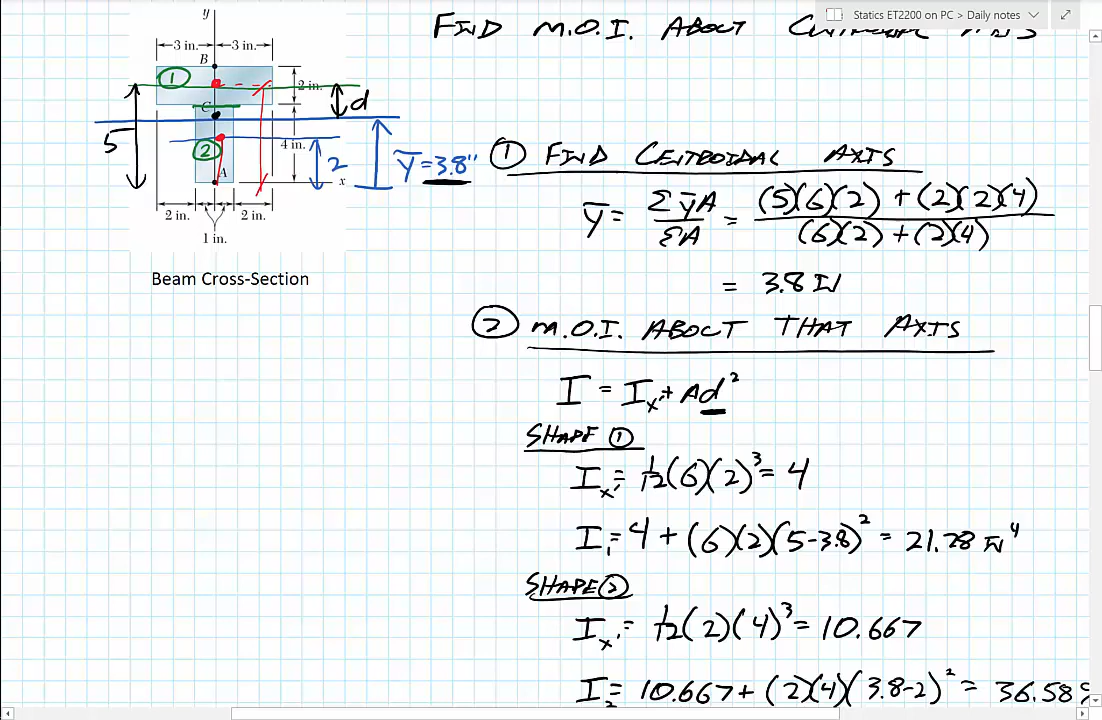 Statics ET2200 on PC > Daily notes
FIND M.O.I. ABOUT
y
3 in. 3 in.
B
1
2 in.
C
d
5
2
4 in.
2
ȳ = 3.8"
A
x
2 in. 2 in.
1 in.
Beam Cross-Section
① FIND CENTROIDAL AXIS
ȳ = ΣȳA / ΣA = (5)(6)(2) + (2)(2)(4) / (6)(2) + (2)(4)
= 3.8 IN
② M.O.I. ABOUT THAT AXIS
I = Ix' + Ad²
SHAPE ①
Ix' = 1/12 (6)(2)³ = 4
I₁ = 4 + (6)(2)(5-3.8)² = 21.28 IN⁴
SHAPE ②
Ix' = 1/12 (2)(4)³ = 10.667
I₂ = 10.667 + (2)(4)(3.8-2)² = 36.58